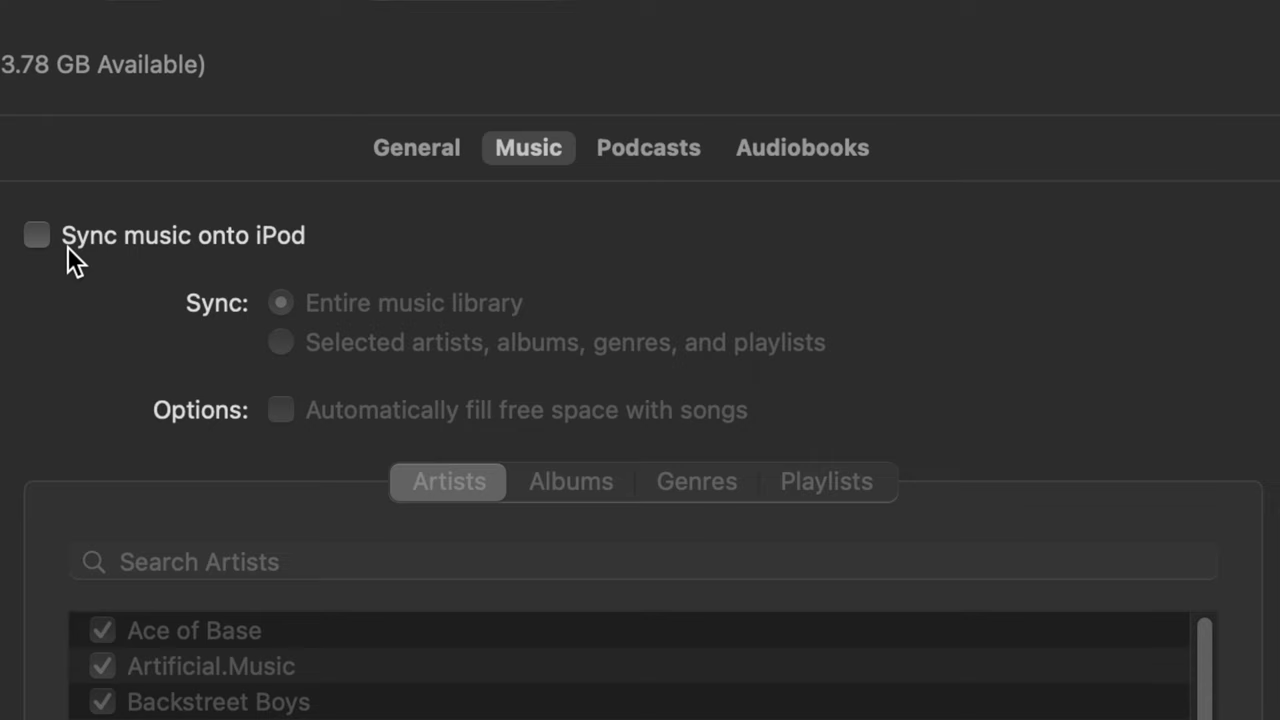 3.78 GB Available)
General Music Podcasts Audiobooks
Sync music onto iPod
Sync: Entire music library
Selected artists, albums, genres, and playlists
Options: Automatically fill free space with songs
Artists Albums Genres Playlists
Search Artists
Ace of Base
Artificial.Music
Backstreet Boys